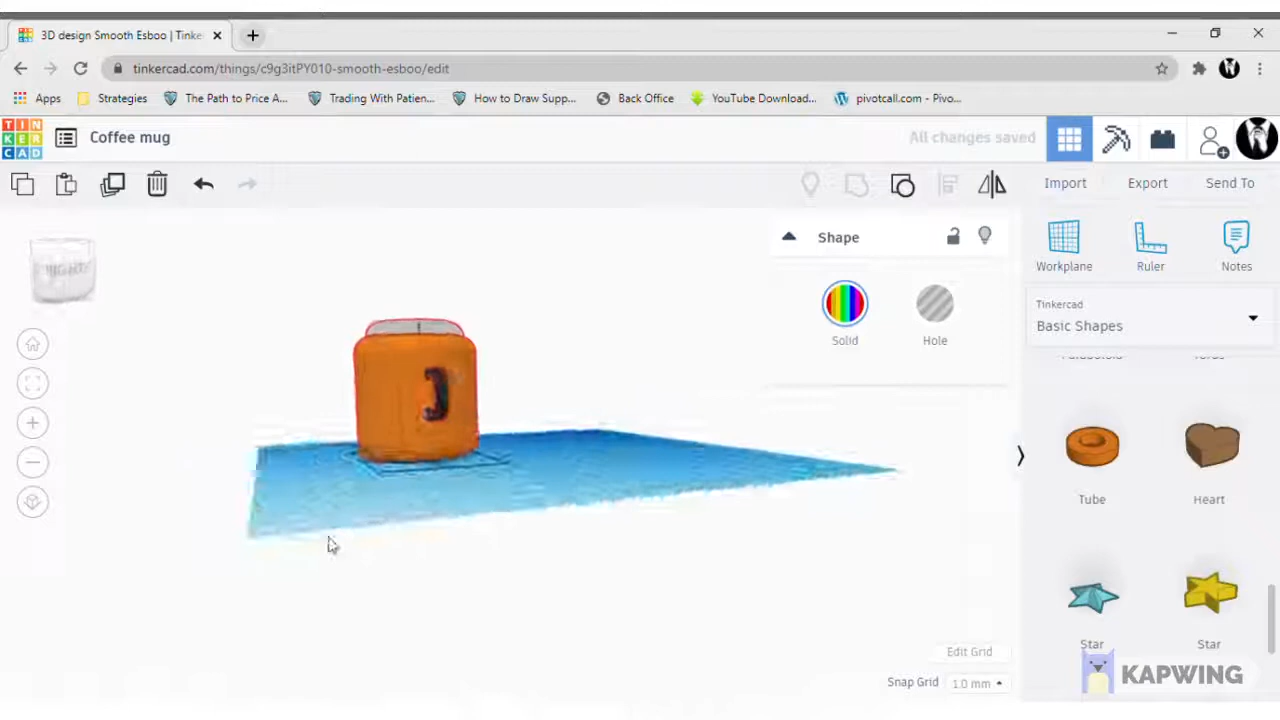 3D design Smooth Esboo | Tinke
tinkercad.com/things/c9g3itPY010-smooth-esboo/edit
Apps Strategies The Path to Price A... Trading With Patien... How to Draw Supp... Back Office YouTube Download... pivotcall.com - Pivo...
TIN
KER
CAD
Coffee mug
All changes saved
Import Export Send To
Shape
Solid Hole
Workplane Ruler Notes
Tinkercad
Basic Shapes
RIGHT
J
Tube Heart
Star Star
Edit Grid
Snap Grid 1.0 mm
KAPWING